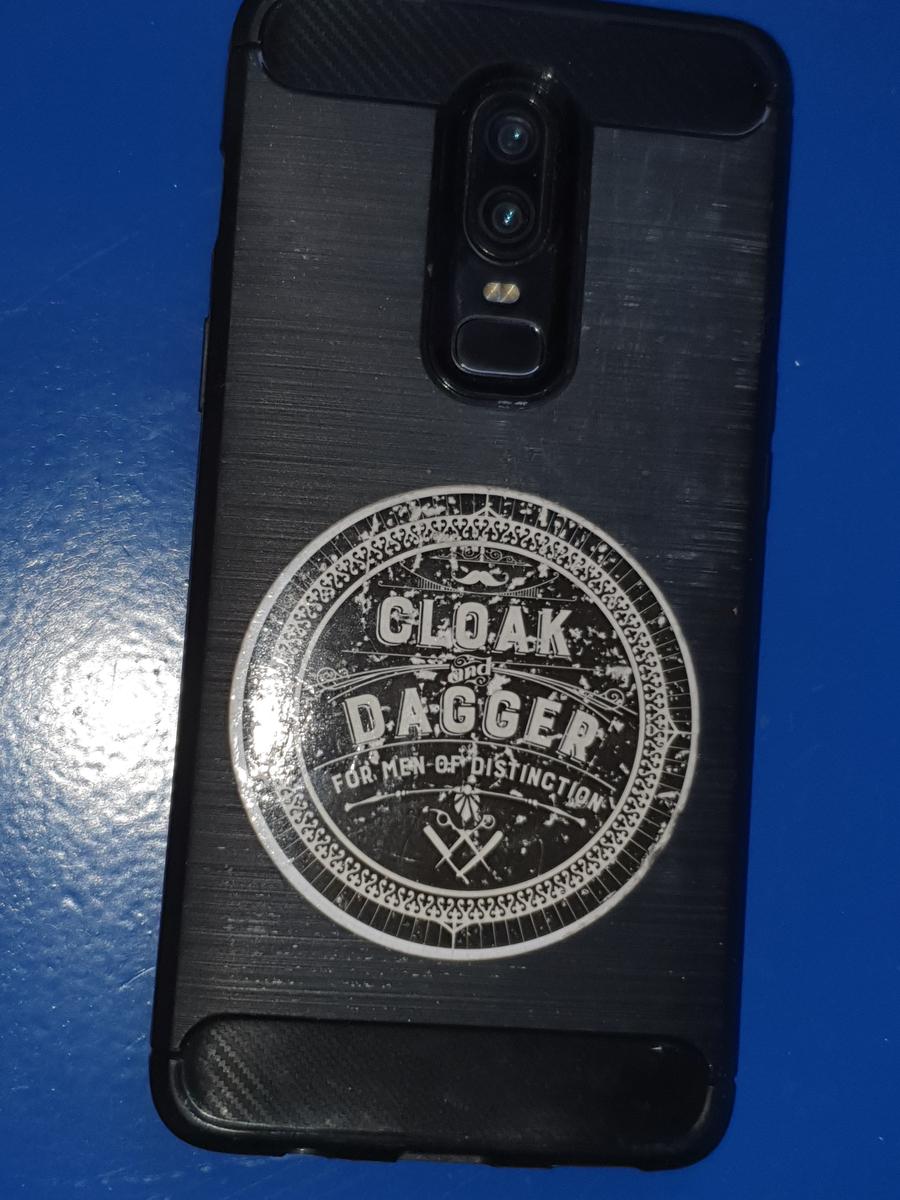 CLOAK
and
DAGGER
FOR MEN OF DISTINCTION